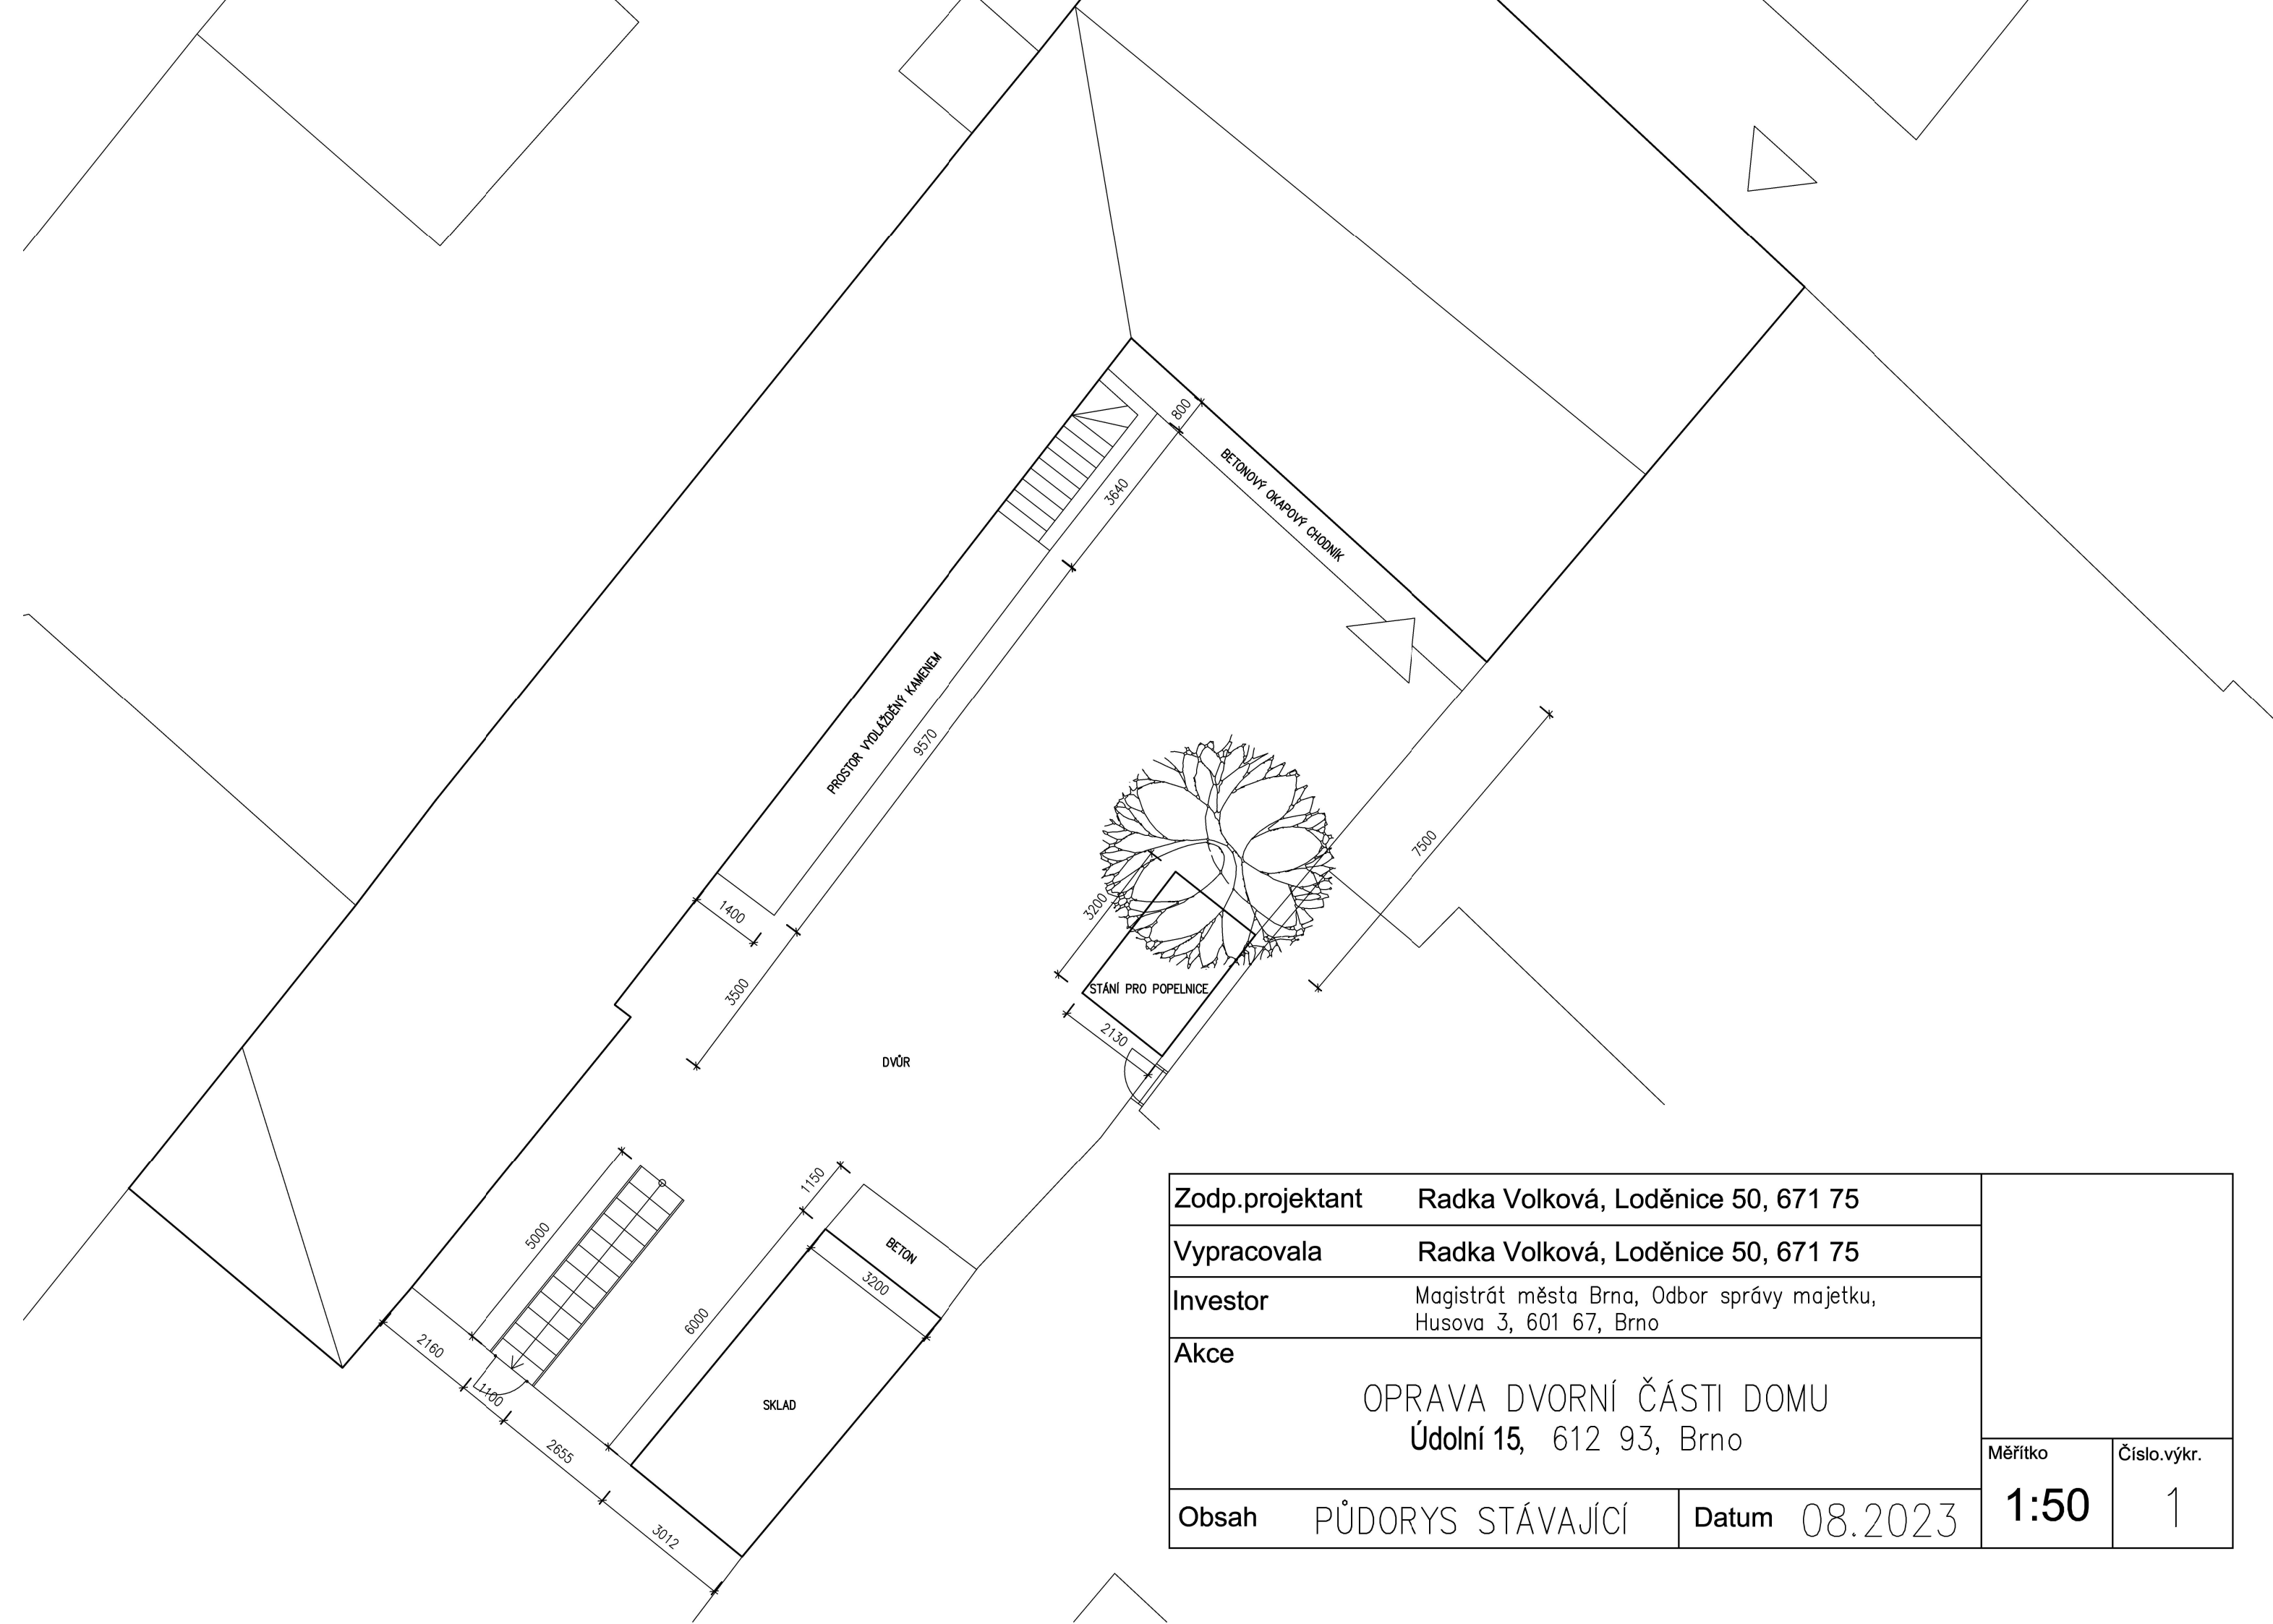 800
3640
BETONOVÝ OKAPOVÝ CHODNÍK
PROSTOR VYDLÁŽDĚNÝ KAMENEM
9570
7500
1400
3200
3500
STÁNÍ PRO POPELNICE
2130
DVŮR
1150
5000
BETON
3200
6000
2160
1100
SKLAD
2655
3012
Zodp.projektant Radka Volková, Loděnice 50, 671 75
Vypracovala Radka Volková, Loděnice 50, 671 75
Investor Magistrát města Brna, Odbor správy majetku,
Husova 3, 601 67, Brno
Akce
OPRAVA DVORNÍ ČÁSTI DOMU
Údolní 15, 612 93, Brno
Měřítko Číslo.výkr.
1:50 1
Obsah PŮDORYS STÁVAJÍCÍ Datum 08.2023